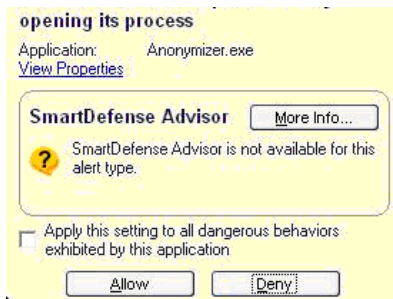 opening its process
Application: Anonymizer.exe
View Properties
SmartDefense Advisor More Info...
SmartDefense Advisor is not available for this
alert type.
Apply this setting to all dangerous behaviors
exhibited by this application
Allow Deny